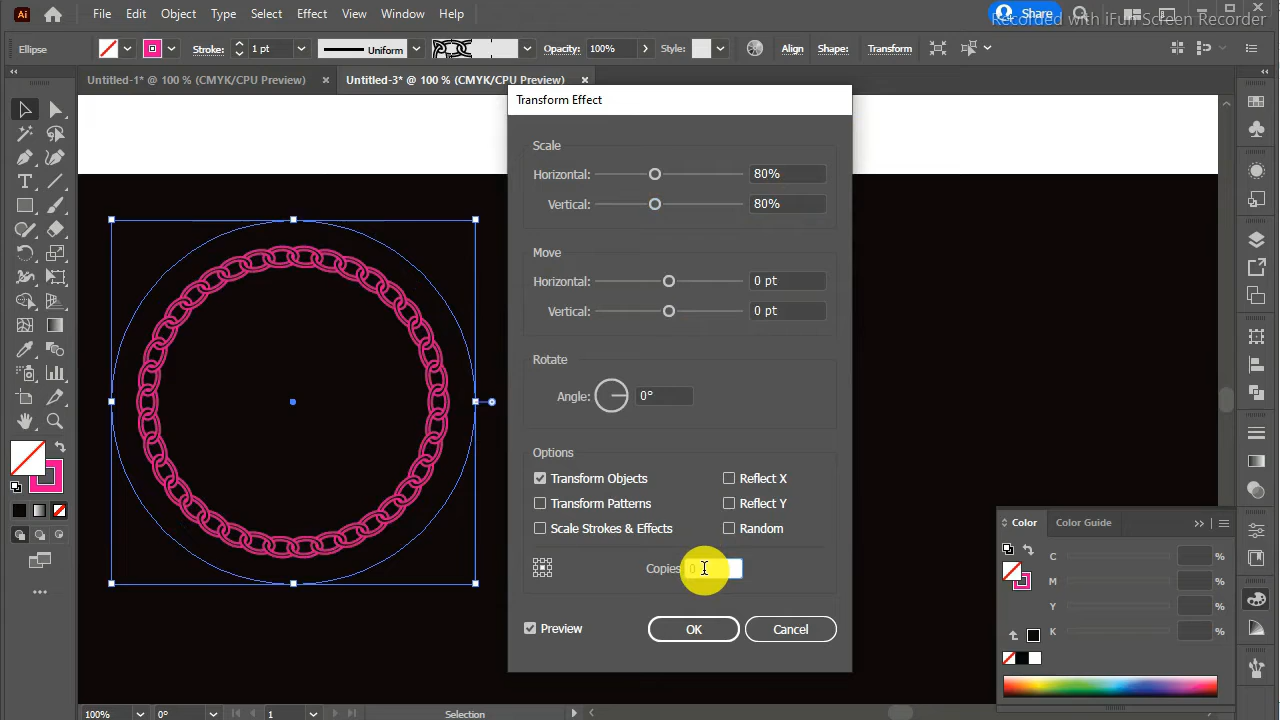 Ai File Edit Object Type Select Effect View Window Help Share
Recorded with iFun Screen Recorder
Ellipse Stroke: 1 pt Uniform Opacity: 100% Style: Align Shape: Transform
Untitled-1* @ 100 % (CMYK/CPU Preview) × Untitled-3* @ 100 % (CMYK/CPU Preview) ×
Transform Effect
Scale
Horizontal: 80%
Vertical: 80%
Move
Horizontal: 0 pt
Vertical: 0 pt
Rotate
Angle: 0°
Options
Transform Objects Reflect X
Transform Patterns Reflect Y
Scale Strokes & Effects Random
Copies 0
Preview OK Cancel
Color Color Guide
C %
M %
Y %
K %
100% 0° 1 Selection